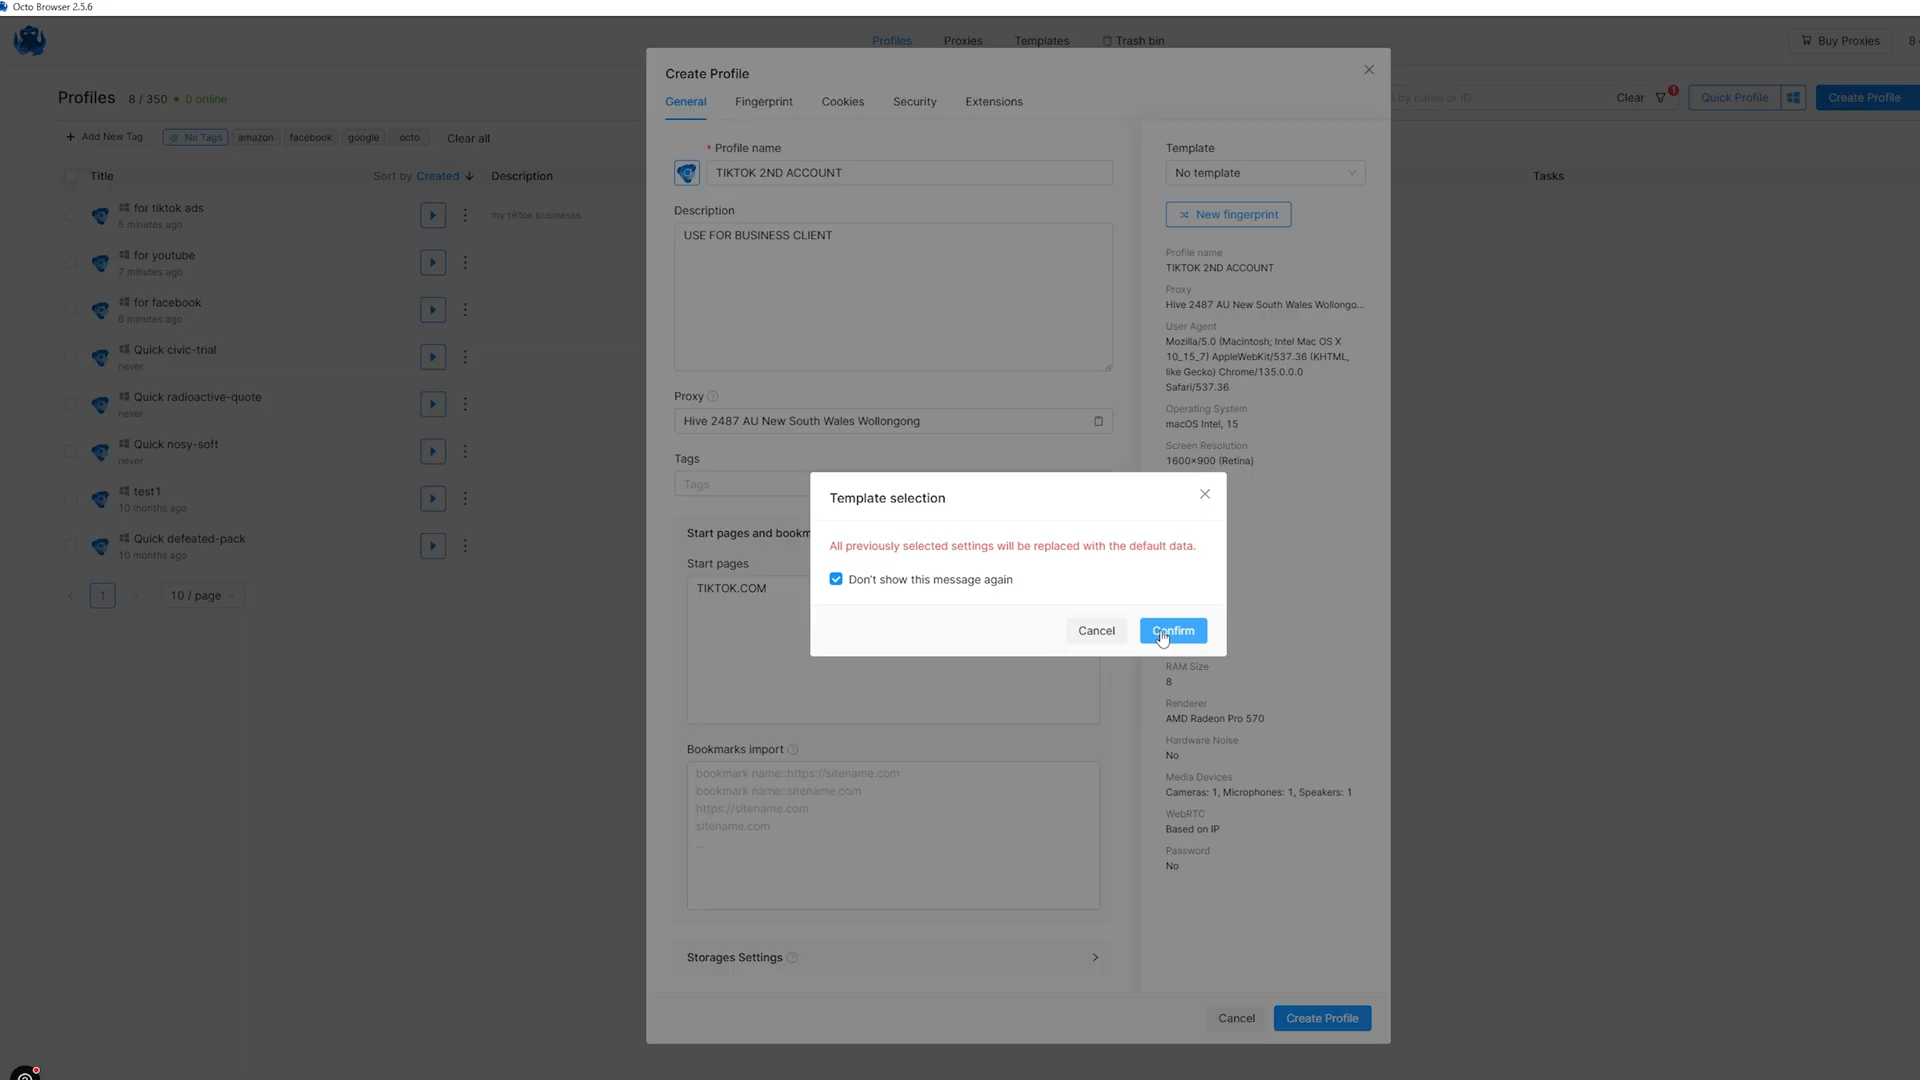 Octo Browser 2.5.6
Profiles
Proxies
Templates
Trash bin
Buy Proxies
8
Profiles 8 / 350 • 0 online
by name or ID
Clear
1
Quick Profile
Create Profile
+ Add New Tag
No Tags
amazon
facebook
google
octo
Clear all
Title
Sort by Created
Description
Tasks
for tiktok ads
5 minutes ago
my tiktok businesss
for youtube
7 minutes ago
for facebook
6 minutes ago
Quick civic-trial
never
Quick radioactive-quote
never
Quick nosy-soft
never
test1
10 months ago
Quick defeated-pack
10 months ago
< 1 > 10 / page
Create Profile
General
Fingerprint
Cookies
Security
Extensions
* Profile name
TIKTOK 2ND ACCOUNT
Description
USE FOR BUSINESS CLIENT
Proxy
Hive 2487 AU New South Wales Wollongong
Tags
Tags
Start pages and bookm
Start pages
TIKTOK.COM
Bookmarks import
bookmark name::https://sitename.com
bookmark name::sitename.com
https://sitename.com
sitename.com
...
Storages Settings
Template
No template
New fingerprint
Profile name
TIKTOK 2ND ACCOUNT
Proxy
Hive 2487 AU New South Wales Wollongo...
User Agent
Mozilla/5.0 (Macintosh; Intel Mac OS X
10_15_7) AppleWebKit/537.36 (KHTML,
like Gecko) Chrome/135.0.0.0
Safari/537.36
Operating System
macOS Intel, 15
Screen Resolution
1600×900 (Retina)
RAM Size
8
Renderer
AMD Radeon Pro 570
Hardware Noise
No
Media Devices
Cameras: 1, Microphones: 1, Speakers: 1
WebRTC
Based on IP
Password
No
Cancel
Create Profile
Template selection
All previously selected settings will be replaced with the default data.
Don't show this message again
Cancel
Confirm